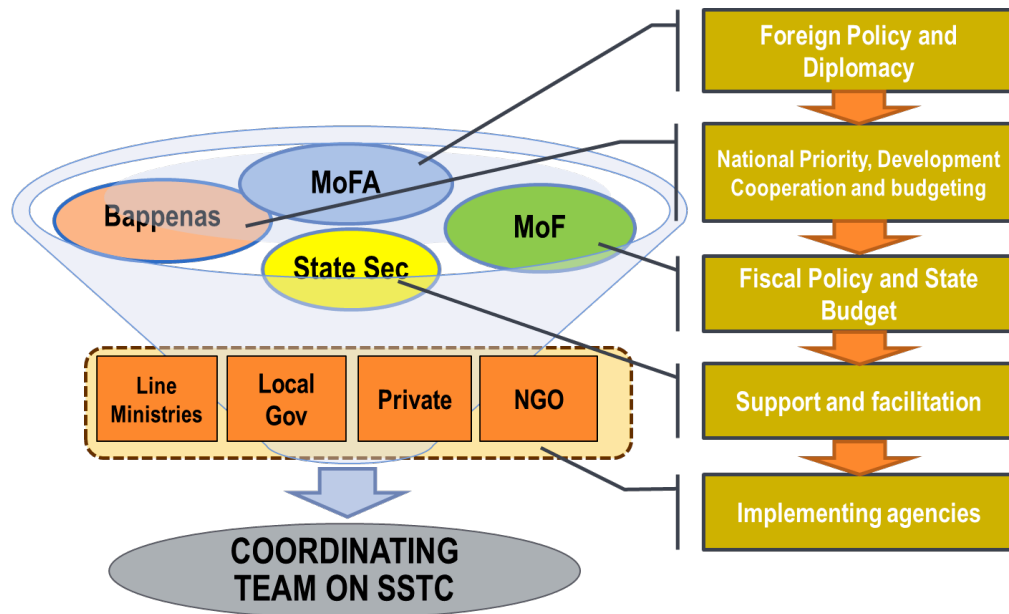 MoFA
Bappenas
MoF
State Sec
Line
Ministries
Local
Gov
Private
NGO
COORDINATING
TEAM ON SSTC
Foreign Policy and
Diplomacy
National Priority, Development
Cooperation and budgeting
Fiscal Policy and State
Budget
Support and facilitation
Implementing agencies